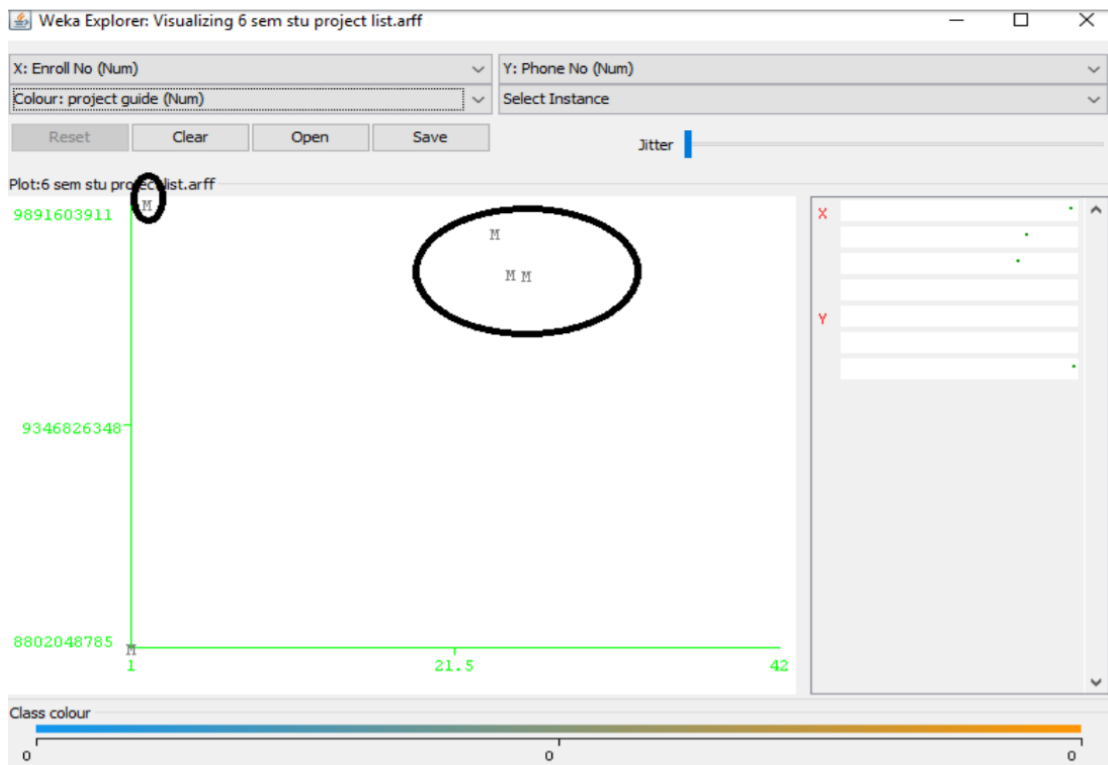 Weka Explorer: Visualizing 6 sem stu project list.arff
X: Enroll No (Num) Y: Phone No (Num)
Colour: project guide (Num) Select Instance
Reset Clear Open Save Jitter
Plot:6 sem stu project list.arff
9891603911
M
M
M M
9346826348
8802048785
M
1 21.5 42
X
Y
Class colour
0 0 0